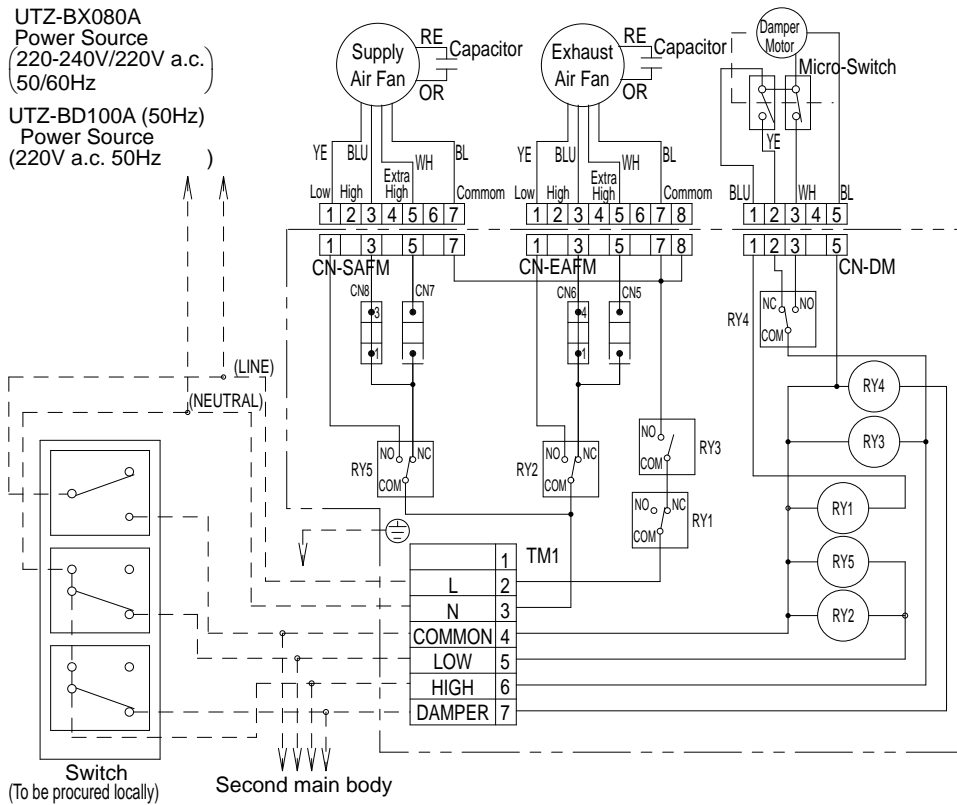 UTZ-BX080A
Power Source
(220-240V/220V a.c.
50/60Hz
UTZ-BD100A (50Hz)
Power Source
(220V a.c. 50Hz )
Supply
Air Fan
RE
Capacitor
OR
Exhaust
Air Fan
RE
Capacitor
OR
Damper
Motor
Micro-Switch
YE BLU WH BL
Low High Extra
High Commom
YE BLU WH BL
Low High Extra
High Commom
BLU YE WH BL
1 2 3 4 5 6 7
1 2 3 4 5 6 7 8
1 2 3 4 5
1 3 5 7
1 3 5 7 8
1 2 3 5
CN-SAFM
CN-EAFM
CN-DM
CN8 CN7
3
1
CN6 CN5
4
1
RY4
NC NO
COM
(LINE)
(NEUTRAL)
RY5
NO NC
COM
RY2
NO NC
COM
NO
COM
RY3
NO NC
COM
RY1
RY4
RY3
RY1
RY5
RY2
TM1
1
L 2
N 3
COMMON 4
LOW 5
HIGH 6
DAMPER 7
Switch
(To be procured locally)
Second main body